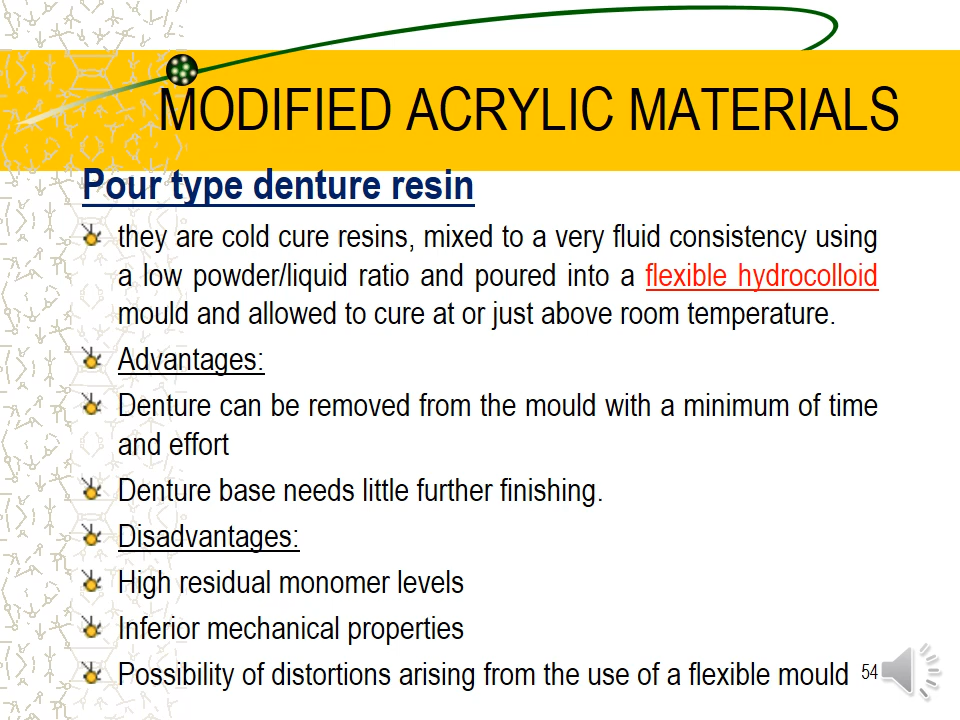 MODIFIED ACRYLIC MATERIALS
Pour type denture resin
they are cold cure resins, mixed to a very fluid consistency using
a low powder/liquid ratio and poured into a flexible hydrocolloid
mould and allowed to cure at or just above room temperature.
Advantages:
Denture can be removed from the mould with a minimum of time
and effort
Denture base needs little further finishing.
Disadvantages:
High residual monomer levels
Inferior mechanical properties
Possibility of distortions arising from the use of a flexible mould
54